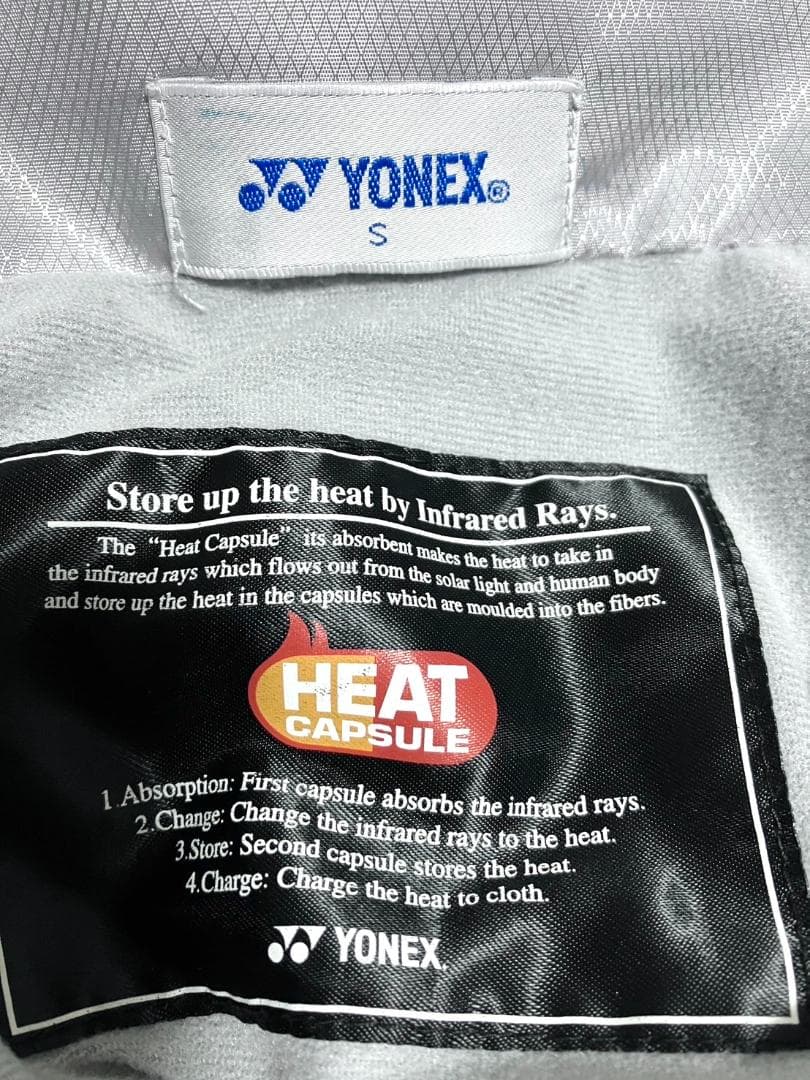 YONEX®
S
Store up the heat by Infrared Rays.
The “Heat Capsule” its absorbent makes the heat to take in
the infrared rays which flows out from the solar light and human body
and store up the heat in the capsules which are moulded into the fibers.
HEAT
CAPSULE
1.Absorption: First capsule absorbs the infrared rays.
2.Change: Change the infrared rays to the heat.
3.Store: Second capsule stores the heat.
4.Charge: Charge the heat to cloth.
YONEX